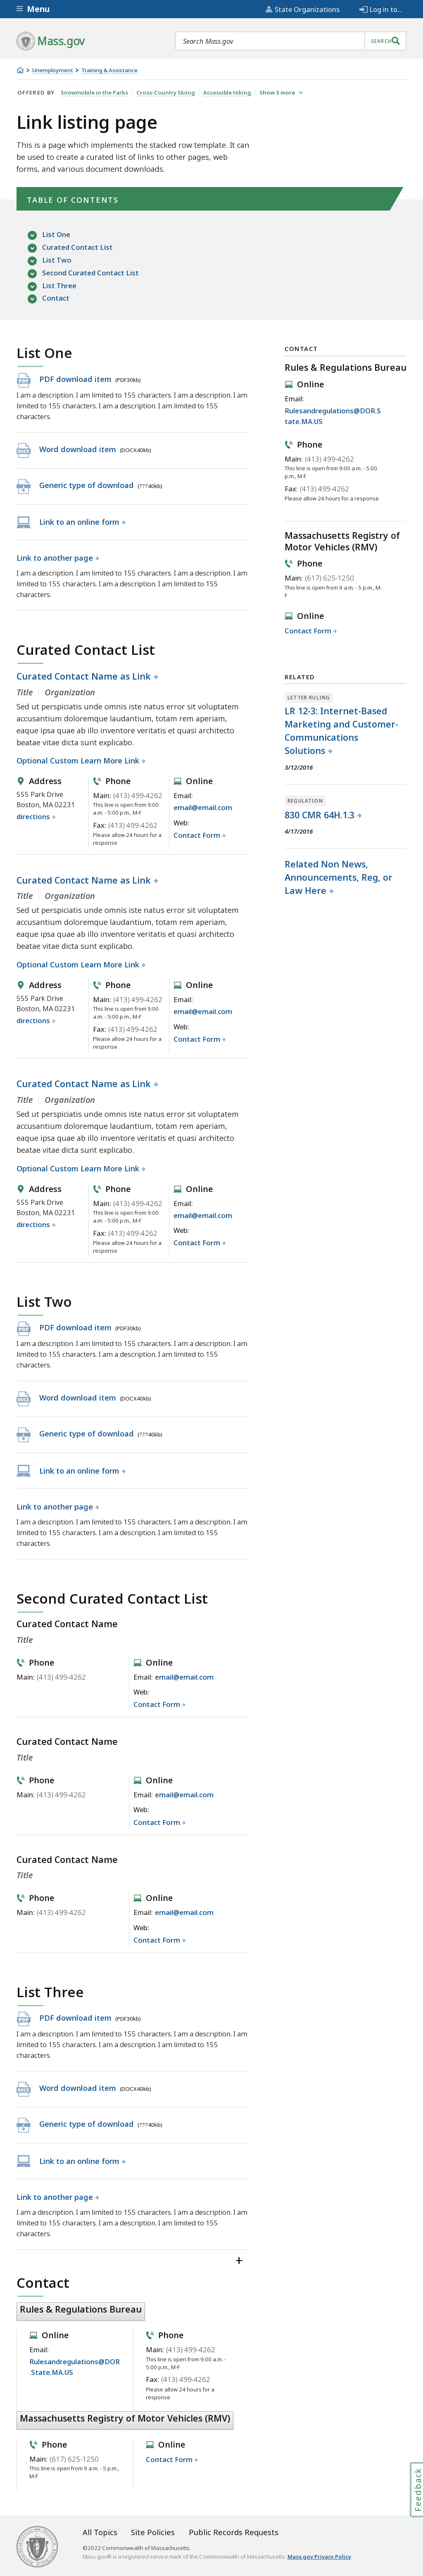 Menu
State Organizations
Log in to...
Mass.gov
Search Mass.gov
SEARCH
Unemployment
Training & Assistance
OFFERED BY Snowmobile in the Parks Cross-Country Skiing Accessible Hiking Show 3 more
Link listing page
This is a page which implements the stacked row template. It can
be used to create a curated list of links to other pages, web
forms, and various document downloads.
TABLE OF CONTENTS
List One
Curated Contact List
List Two
Second Curated Contact List
List Three
Contact
List One
PDF download item (PDF30kb)
I am a description. I am limited to 155 characters. I am a description. I am
limited to 155 characters. I am a description. I am limited to 155
characters.
Word download item (DOCX40kb)
Generic type of download (???40kb)
Link to an online form
Link to another page
I am a description. I am limited to 155 characters. I am a description. I am
limited to 155 characters. I am a description. I am limited to 155
characters.
Curated Contact List
Curated Contact Name as Link
Title Organization
Sed ut perspiciatis unde omnis iste natus error sit voluptatem
accusantium doloremque laudantium, totam rem aperiam,
eaque ipsa quae ab illo inventore veritatis et quasi architecto
beatae vitae dicta sunt explicabo.
Optional Custom Learn More Link
Address
555 Park Drive
Boston, MA 02231
directions
Phone
Main: (413) 499-4262
This line is open from 9:00
a.m. - 5:00 p.m., M-F
Fax: (413) 499-4262
Please allow 24 hours for a
response
Online
Email:
email@email.com
Web:
Contact Form
Curated Contact Name as Link
Title Organization
Sed ut perspiciatis unde omnis iste natus error sit voluptatem
accusantium doloremque laudantium, totam rem aperiam,
eaque ipsa quae ab illo inventore veritatis et quasi architecto
beatae vitae dicta sunt explicabo.
Optional Custom Learn More Link
Address
555 Park Drive
Boston, MA 02231
directions
Phone
Main: (413) 499-4262
This line is open from 9:00
a.m. - 5:00 p.m., M-F
Fax: (413) 499-4262
Please allow 24 hours for a
response
Online
Email:
email@email.com
Web:
Contact Form
Curated Contact Name as Link
Title Organization
Sed ut perspiciatis unde omnis iste natus error sit voluptatem
accusantium doloremque laudantium, totam rem aperiam,
eaque ipsa quae ab illo inventore veritatis et quasi architecto
beatae vitae dicta sunt explicabo.
Optional Custom Learn More Link
Address
555 Park Drive
Boston, MA 02231
directions
Phone
Main: (413) 499-4262
This line is open from 9:00
a.m. - 5:00 p.m., M-F
Fax: (413) 499-4262
Please allow 24 hours for a
response
Online
Email:
email@email.com
Web:
Contact Form
List Two
PDF download item (PDF30kb)
I am a description. I am limited to 155 characters. I am a description. I am
limited to 155 characters. I am a description. I am limited to 155
characters.
Word download item (DOCX40kb)
Generic type of download (???40kb)
Link to an online form
Link to another page
I am a description. I am limited to 155 characters. I am a description. I am
limited to 155 characters. I am a description. I am limited to 155
characters.
Second Curated Contact List
Curated Contact Name
Title
Phone
Main: (413) 499-4262
Online
Email: email@email.com
Web:
Contact Form
Curated Contact Name
Title
Phone
Main: (413) 499-4262
Online
Email: email@email.com
Web:
Contact Form
Curated Contact Name
Title
Phone
Main: (413) 499-4262
Online
Email: email@email.com
Web:
Contact Form
List Three
PDF download item (PDF30kb)
I am a description. I am limited to 155 characters. I am a description. I am
limited to 155 characters. I am a description. I am limited to 155
characters.
Word download item (DOCX40kb)
Generic type of download (???40kb)
Link to an online form
Link to another page
I am a description. I am limited to 155 characters. I am a description. I am
limited to 155 characters. I am a description. I am limited to 155
characters.
CONTACT
Rules & Regulations Bureau
Online
Email:
Rulesandregulations@DOR.S
tate.MA.US
Phone
Main: (413) 499-4262
This line is open from 9:00 a.m. - 5:00
p.m., M-F
Fax: (413) 499-4262
Please allow 24 hours for a response
Massachusetts Registry of
Motor Vehicles (RMV)
Phone
Main: (617) 625-1250
This line is open from 9 a.m. - 5 p.m., M-
F
Online
Contact Form
RELATED
LETTER RULING
LR 12-3: Internet-Based
Marketing and Customer-
Communications
Solutions
3/12/2016
REGULATION
830 CMR 64H.1.3
4/17/2016
Related Non News,
Announcements, Reg, or
Law Here
Contact
Rules & Regulations Bureau
Online
Email:
Rulesandregulations@DOR
.State.MA.US
Phone
Main: (413) 499-4262
This line is open from 9:00 a.m. -
5:00 p.m., M-F
Fax: (413) 499-4262
Please allow 24 hours for a
response
Massachusetts Registry of Motor Vehicles (RMV)
Phone
Main: (617) 625-1250
This line is open from 9 a.m. - 5 p.m.,
M-F
Online
Contact Form
Feedback
All Topics Site Policies Public Records Requests
©2022 Commonwealth of Massachusetts.
Mass.gov® is a registered service mark of the Commonwealth of Massachusetts. Mass.gov Privacy Policy